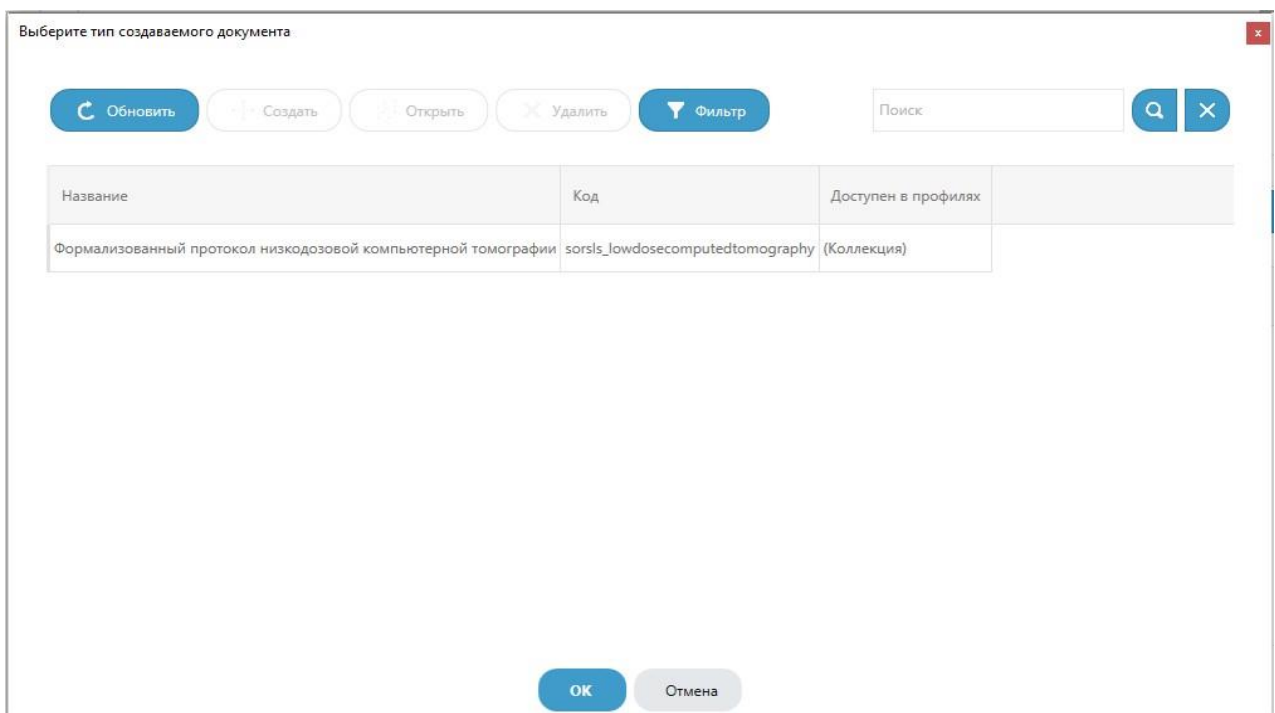 Выберите тип создаваемого документа
x
Обновить Создать Открыть Удалить Фильтр Поиск
Название Код Доступен в профилях
Формализованный протокол низкодозовой компьютерной томографии sorsls_lowdosecomputedtomography (Коллекция)
ОК Отмена